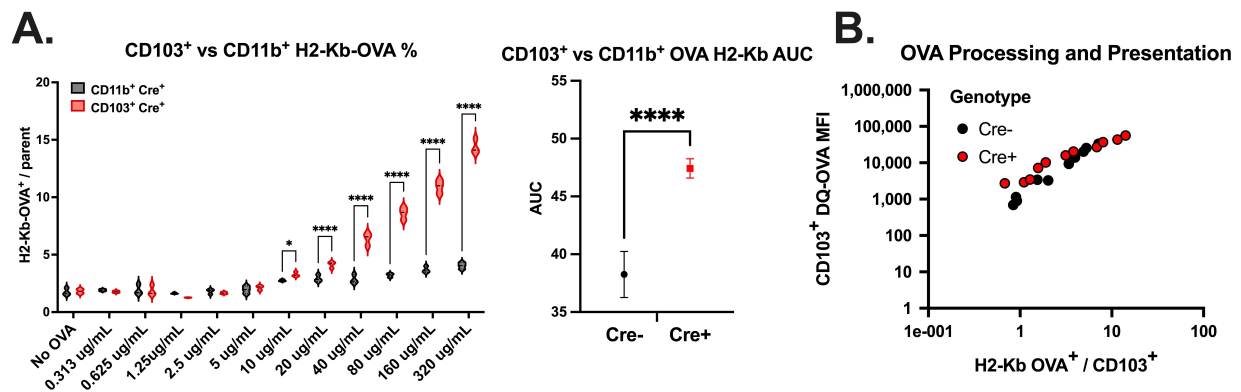 A.
CD103+ vs CD11b+ H2-Kb-OVA %
H2-Kb-OVA+ / parent
20
15
10
5
0
CD11b+ Cre+
CD103+ Cre+
*
****
****
****
****
****
No OVA
0.313 ug/mL
0.625 ug/mL
1.25ug/mL
2.5 ug/mL
5 ug/mL
10 ug/mL
20 ug/mL
40 ug/mL
80 ug/mL
160 ug/mL
320 ug/mL
CD103+ vs CD11b+ OVA H2-Kb AUC
AUC
55
50
45
40
35
****
Cre-
Cre+
B.
OVA Processing and Presentation
CD103+ DQ-OVA MFI
1,000,000
100,000
10,000
1,000
100
10
1
Genotype
Cre-
Cre+
1e-001
1
10
100
H2-Kb OVA+ / CD103+